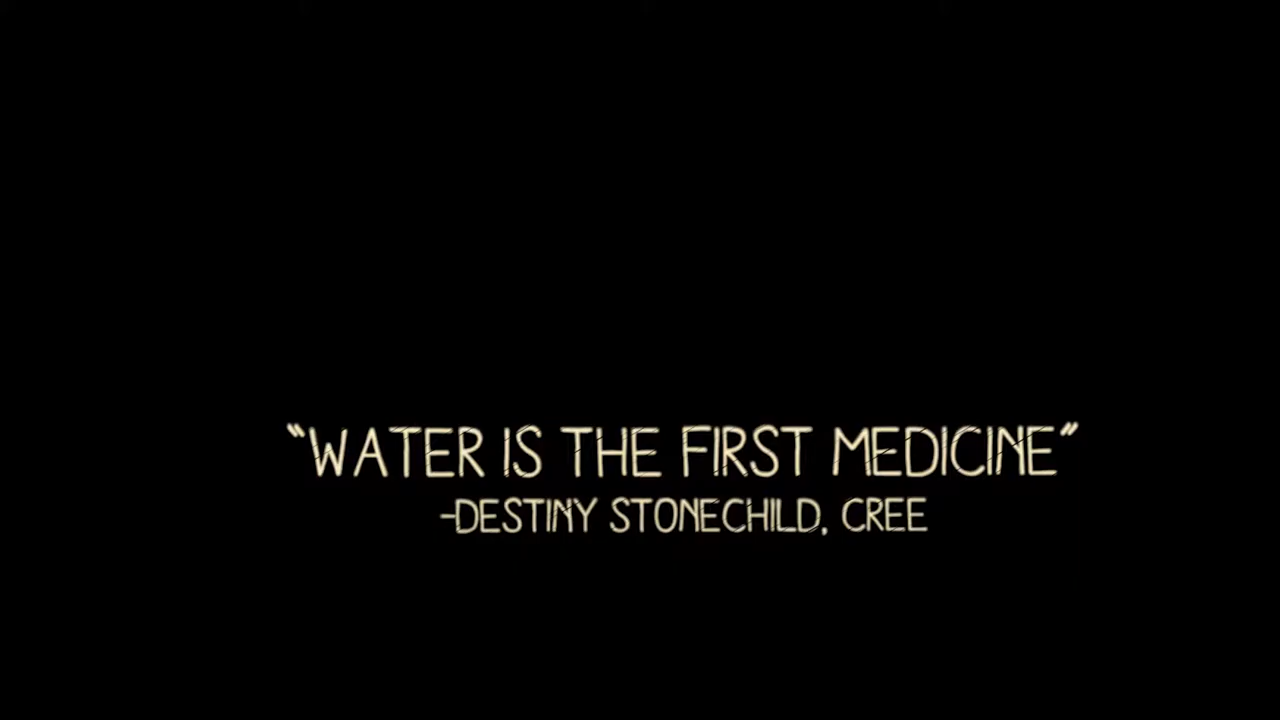 “WATER IS THE FIRST MEDICINE”
-DESTINY STONECHILD, CREE